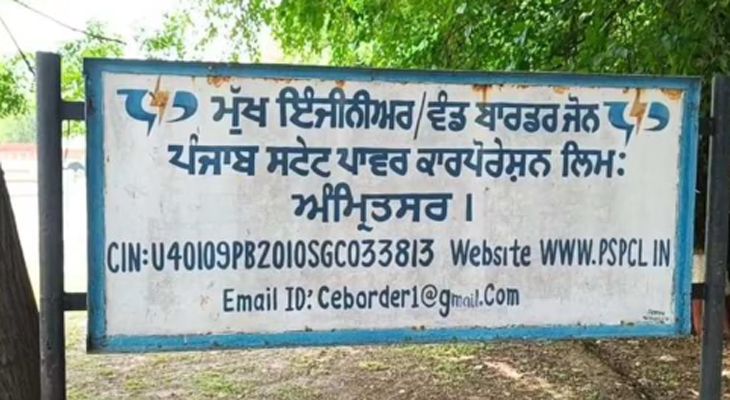 ਮੁੱਖ ਇੰਜੀਨੀਅਰ/ਵੰਡ ਬਾਰਡਰ ਜੋਨ
ਪੰਜਾਬ ਸਟੇਟ ਪਾਵਰ ਕਾਰਪੋਰੇਸ਼ਨ ਲਿਮ:
ਅੰਮ੍ਰਿਤਸਰ ।
CIN:U40109PB2010SGC033813 Website WWW.PSPCL IN
Email ID: Ceborder1@gmail.Com